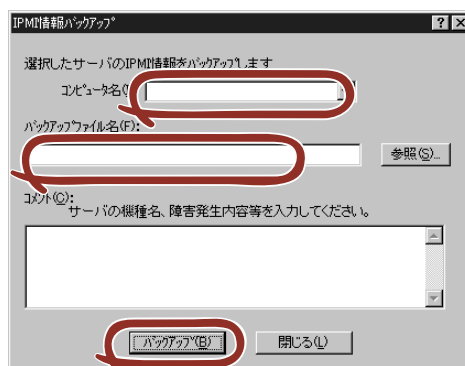 IPMI情報ﾊﾞｯｸｱｯﾌﾟ
選択したサーバのIPMI情報をﾊﾞｯｸｱｯﾌﾟします
ｺﾝﾋﾟｭｰﾀ名
ﾊﾞｯｸｱｯﾌﾟﾌｧｲﾙ名(F):
参照(S)...
ｺﾒﾝﾄ(C):
サーバの機種名、障害発生内容等を入力してください。
ﾊﾞｯｸｱｯﾌﾟ(B)
閉じる(L)